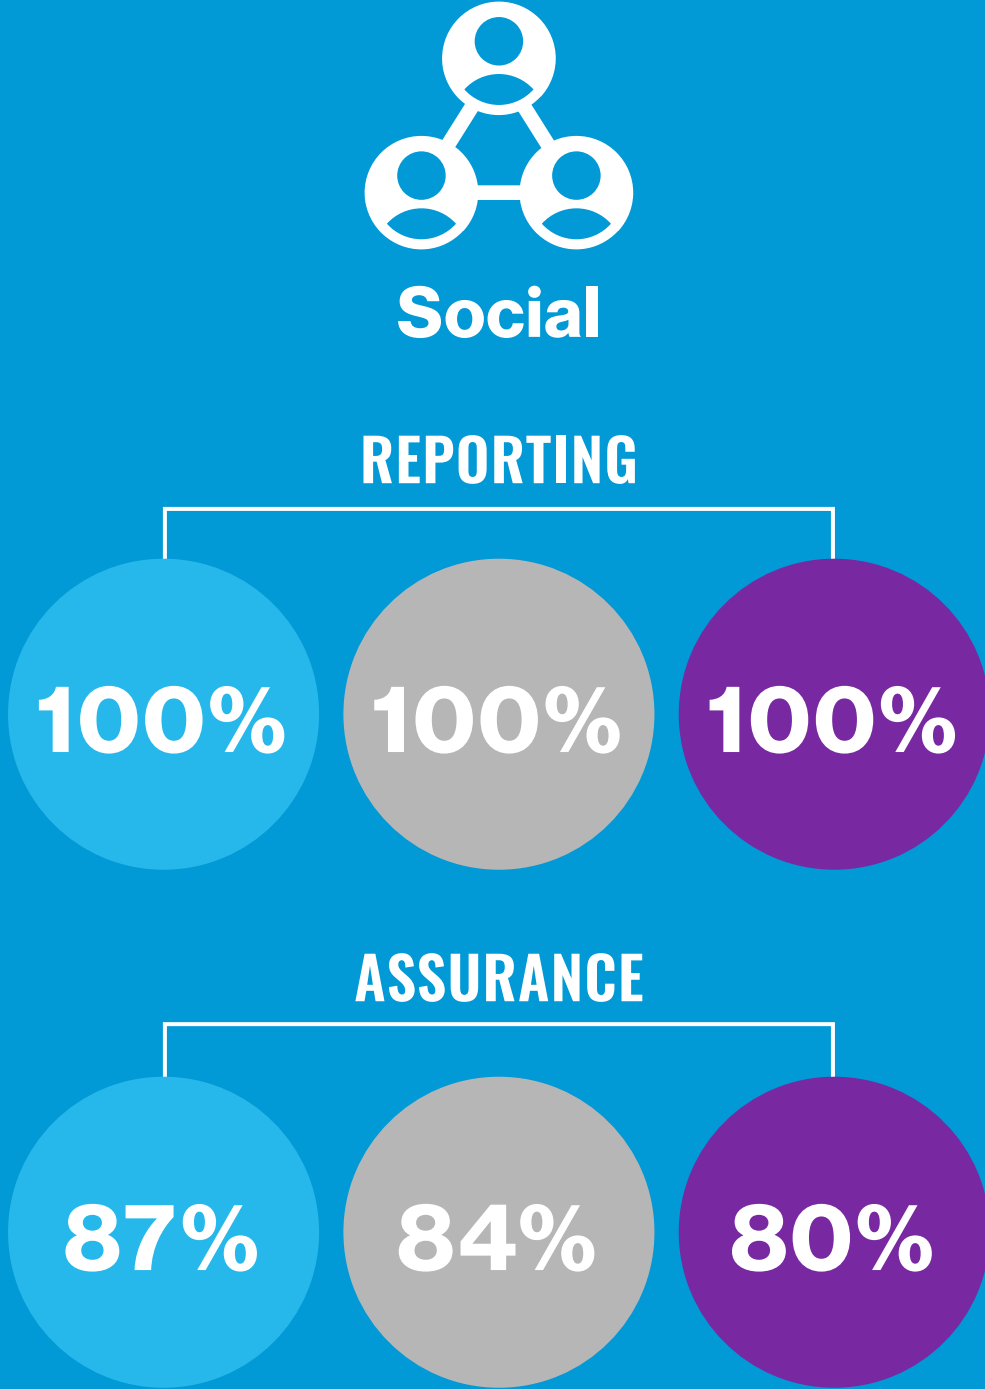 Social
REPORTING
100% 100% 100%
ASSURANCE
87% 84% 80%